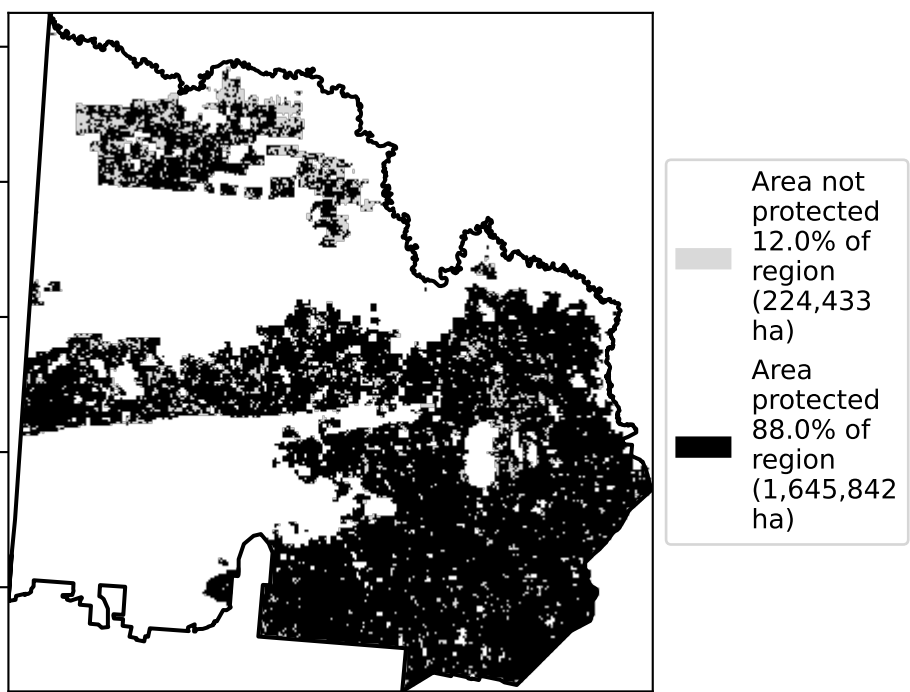 Area not
protected
12.0% of
region
(224,433
ha)
Area
protected
88.0% of
region
(1,645,842
ha)